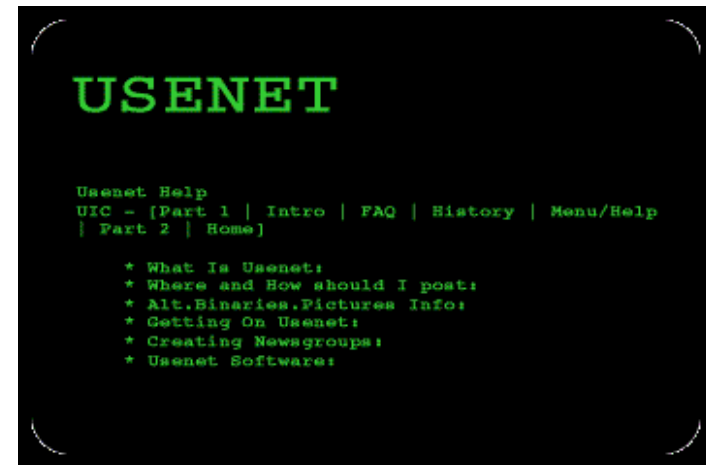 USENET
Usenet Help
UIC - [Part 1 | Intro | FAQ | History | Menu/Help
| Part 2 | Home]
* What Is Usenet:
* Where and How should I post:
* Alt.Binaries.Pictures Info:
* Getting On Usenet:
* Creating Newsgroups:
* Usenet Software: